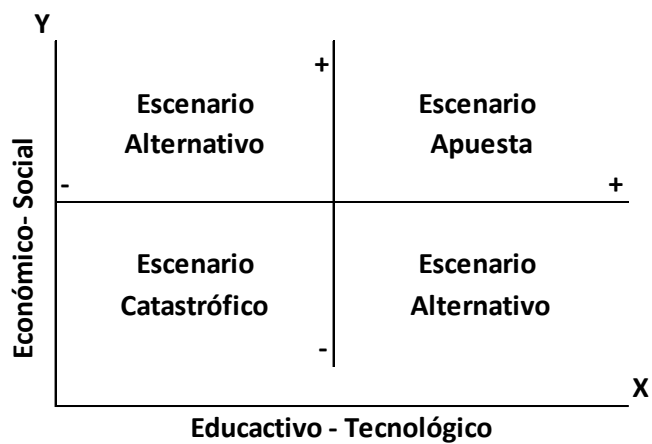 Y
+
Escenario
Alternativo
Escenario
Apuesta
-
+
Económico- Social
Escenario
Catastrófico
Escenario
Alternativo
-
X
Educactivo - Tecnológico